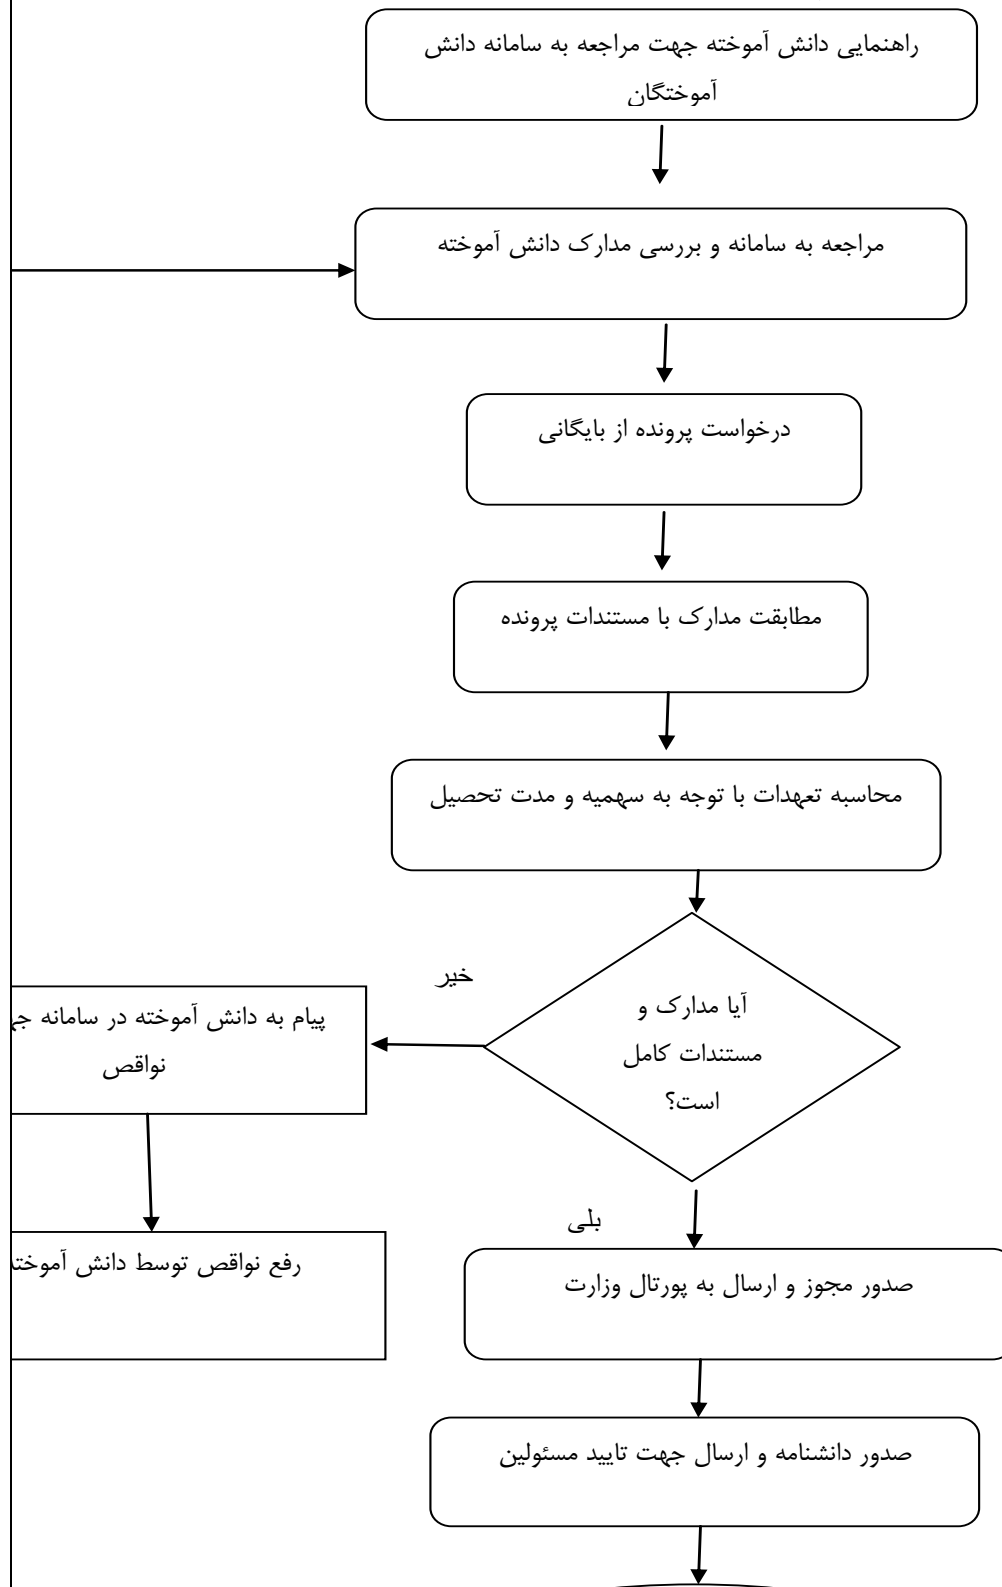 راهنمایی دانش آموخته جهت مراجعه به سامانه دانش
آموختگان
مراجعه به سامانه و بررسی مدارک دانش آموخته
درخواست پرونده از بایگانی
مطابقت مدارک با مستندات پرونده
محاسبه تعهدات با توجه به سهمیه و مدت تحصیل
خیر
آیا مدارک و
مستندات کامل
است؟
پیام به دانش آموخته در سامانه
نواقص
بلی
رفع نواقص توسط دانش آموخته
صدور مجوز و ارسال به پورتال وزارت
صدور دانشنامه و ارسال جهت تایید مسئولین